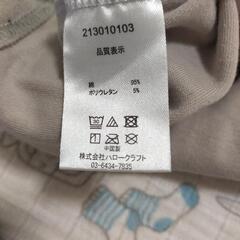 213010103
品質表示
綿 95%
ポリウレタン 5%
中国製
株式会社ハロークラフト
03-6434-7835